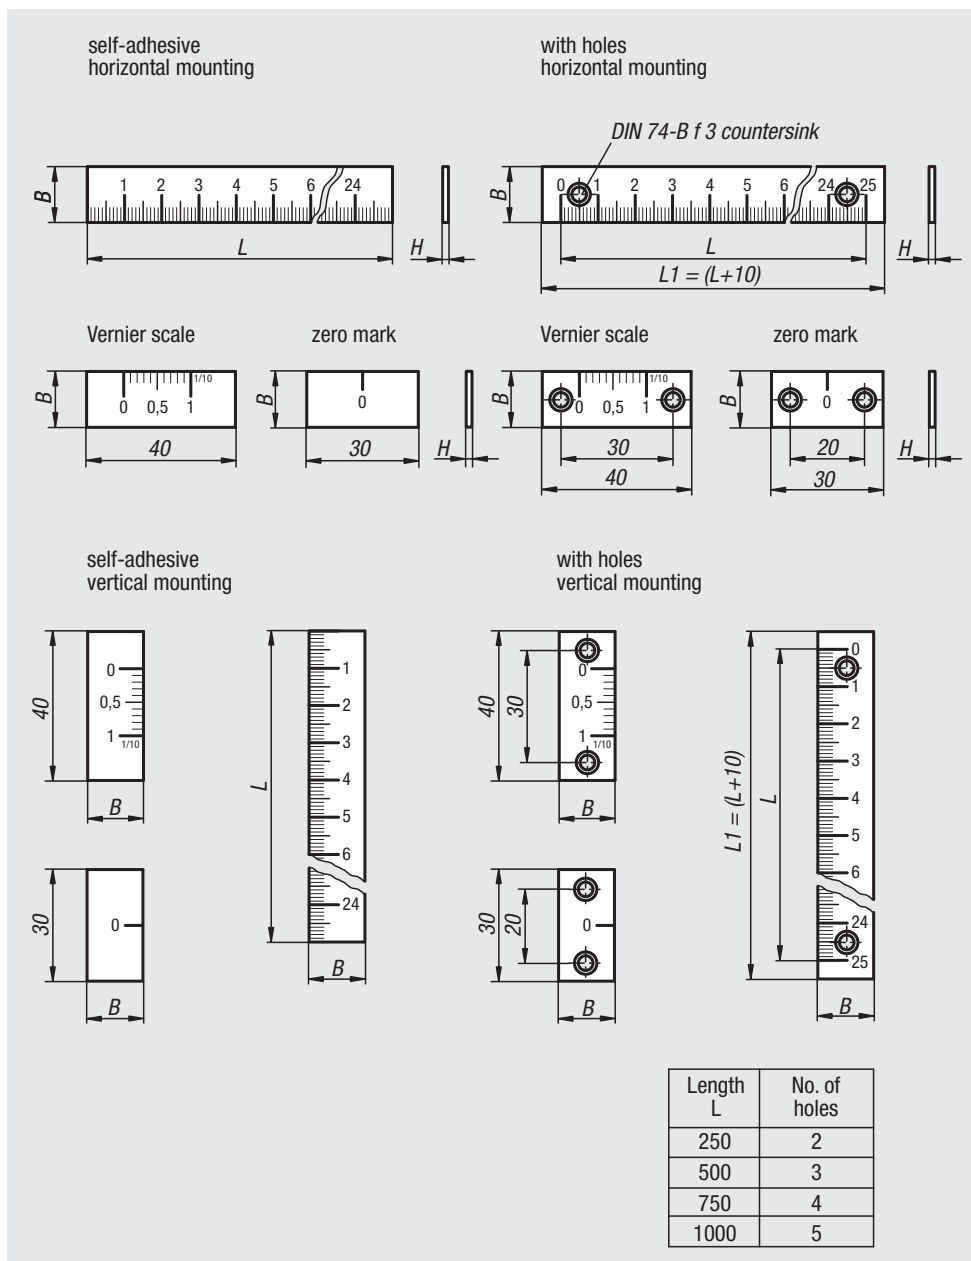 self-adhesive
horizontal mounting
with holes
horizontal mounting
DIN 74-B f 3 countersink
B
1 2 3 4 5 6 24
L
H
B
0 1 2 3 4 5 6 24 25
L
L1 = (L+10)
H
Vernier scale
zero mark
Vernier scale
zero mark
B
1/10
0 0,5 1
40
B
0
30
H
B
1/10
0 0,5 1
30
40
B
0
20
30
H
self-adhesive
vertical mounting
with holes
vertical mounting
40
0
0,5
1
1/10
B
L
1
2
3
4
5
6
24
B
30
0
B
40
30
0
0,5
1
1/10
B
30
20
0
B
L1 = (L+10)
L
0
1
2
3
4
5
6
24
25
B
Length No. of
L holes
250 2
500 3
750 4
1000 5